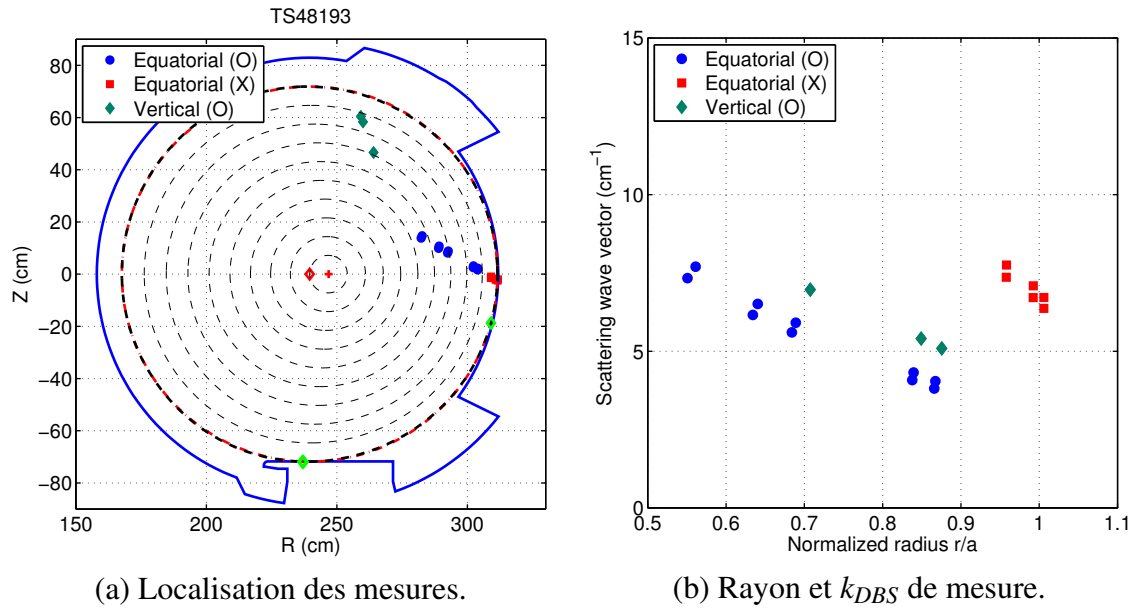 TS48193
Equatorial (O)
Equatorial (X)
Vertical (O)
Z (cm)
80
60
40
20
0
−20
−40
−60
−80
150
200
250
300
R (cm)
(a) Localisation des mesures.
Equatorial (O)
Equatorial (X)
Vertical (O)
Scattering wave vector (cm⁻¹)
15
10
5
0
0.5
0.6
0.7
0.8
0.9
1
1.1
Normalized radius r/a
(b) Rayon et k_DBS de mesure.